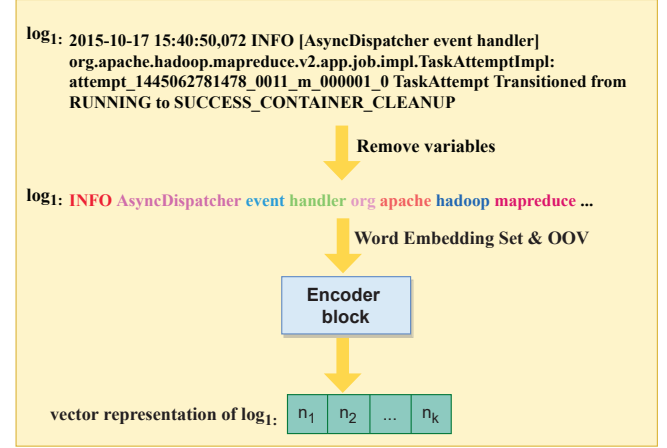 log1: 2015-10-17 15:40:50,072 INFO [AsyncDispatcher event handler]
org.apache.hadoop.mapreduce.v2.app.job.impl.TaskAttemptImpl:
attempt_1445062781478_0011_m_000001_0 TaskAttempt Transitioned from
RUNNING to SUCCESS_CONTAINER_CLEANUP
Remove variables
log1: INFO AsyncDispatcher event handler org apache hadoop mapreduce ...
Word Embedding Set & OOV
Encoder
block
vector representation of log1: n1 n2 ... nk